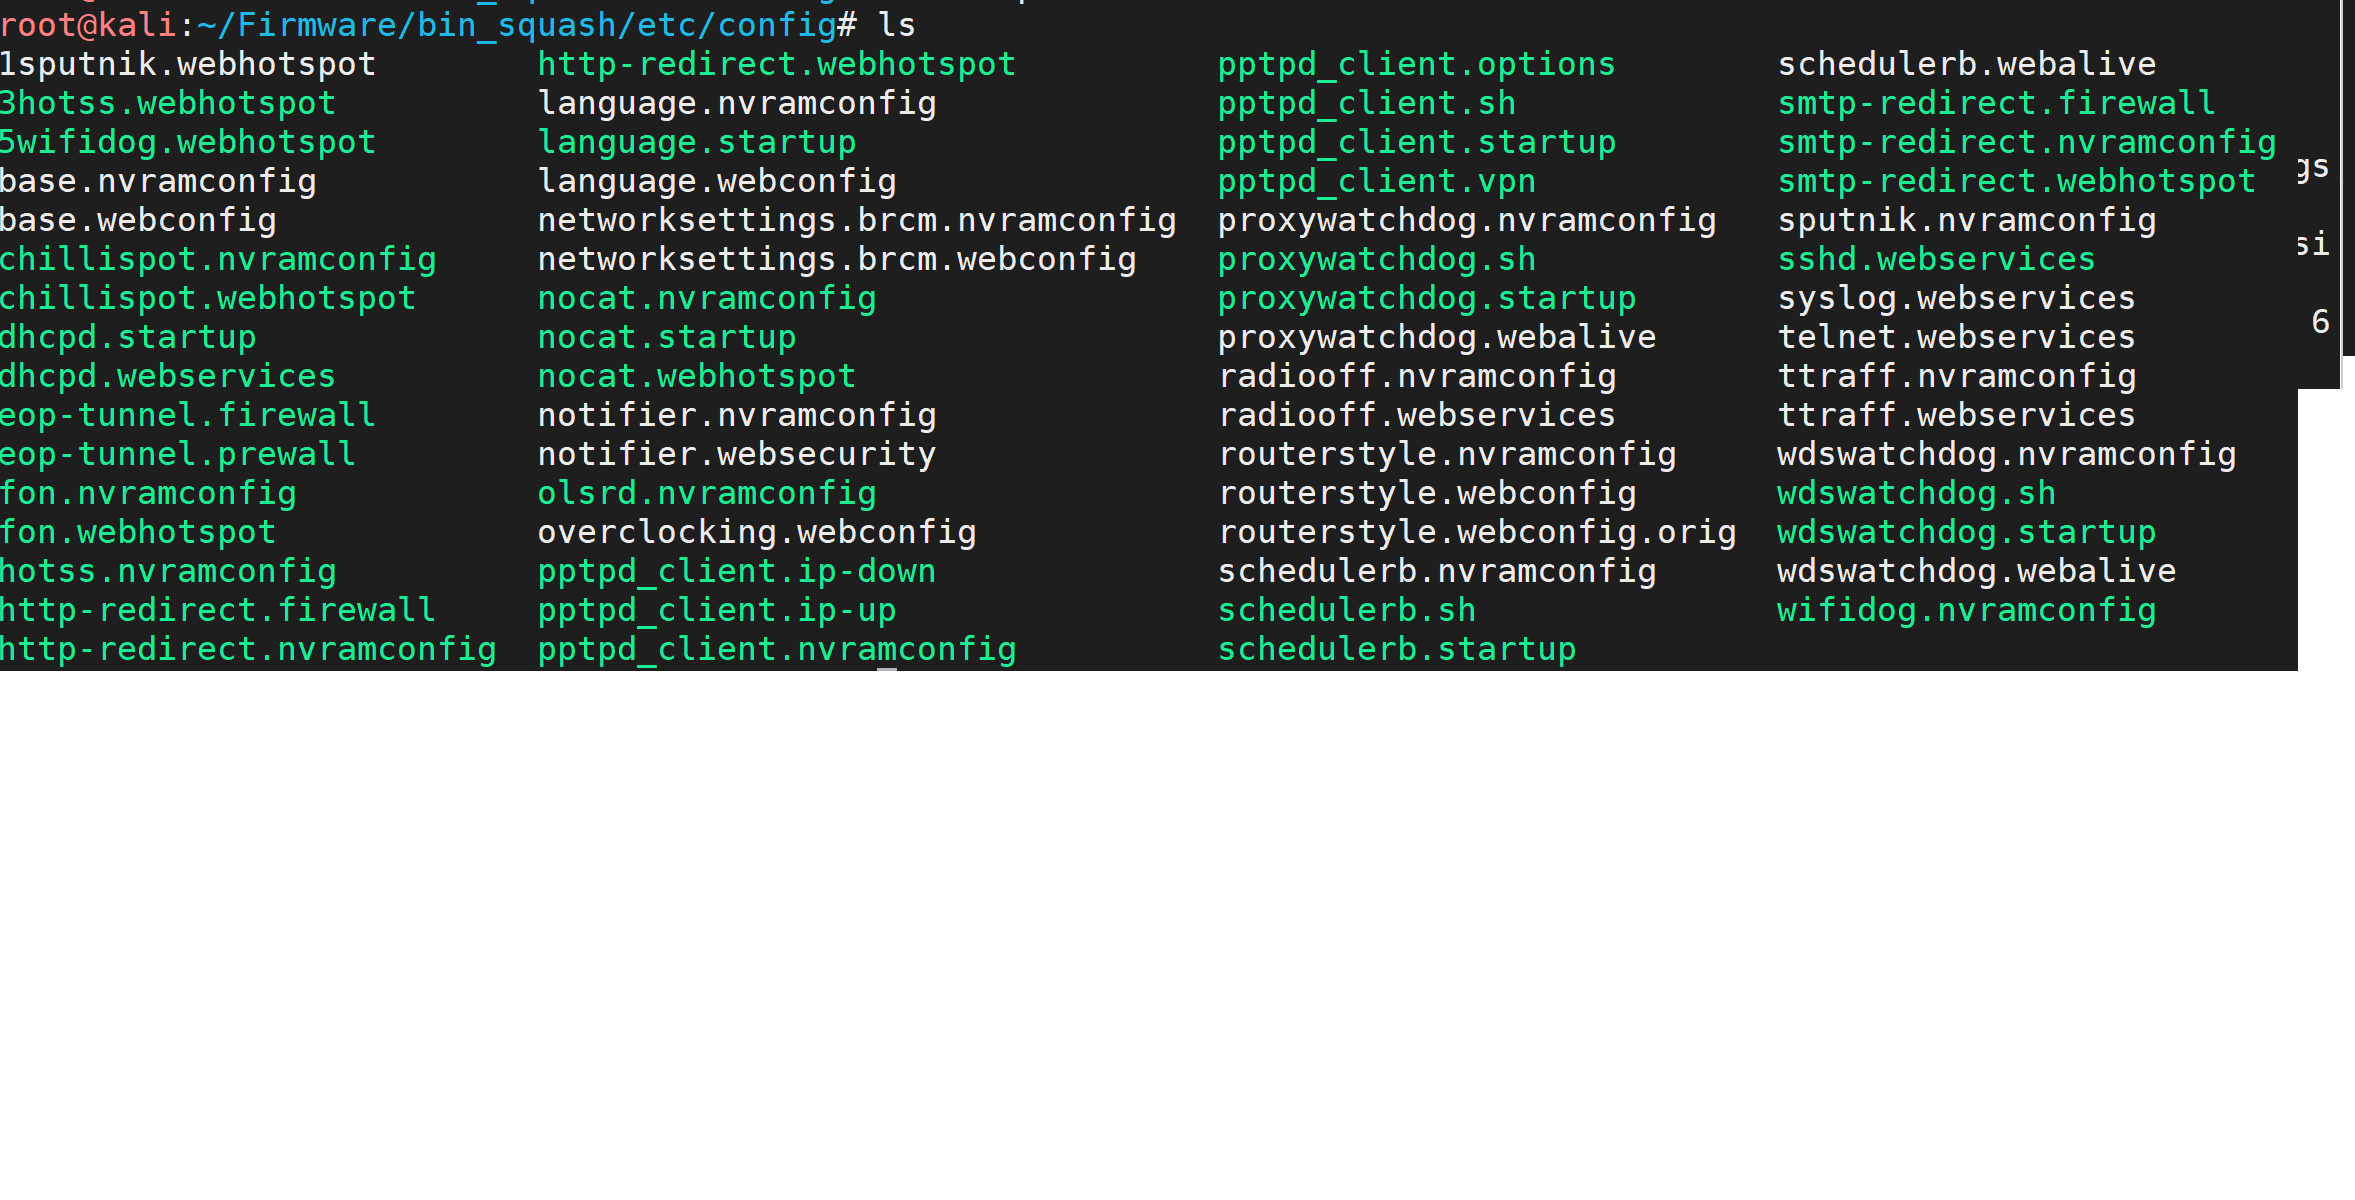 root@kali:~/Firmware/bin_squash/etc/config# ls
1sputnik.webhotspot http-redirect.webhotspot pptpd_client.options schedulerb.webalive
3hotss.webhotspot language.nvramconfig pptpd_client.sh smtp-redirect.firewall
5wifidog.webhotspot language.startup pptpd_client.startup smtp-redirect.nvramconfig
base.nvramconfig language.webconfig pptpd_client.vpn smtp-redirect.webhotspot gs
base.webconfig networksettings.brcm.nvramconfig proxywatchdog.nvramconfig sputnik.nvramconfig
chillispot.nvramconfig networksettings.brcm.webconfig proxywatchdog.sh sshd.webservices si
chillispot.webhotspot nocat.nvramconfig proxywatchdog.startup syslog.webservices
dhcpd.startup nocat.startup proxywatchdog.webalive telnet.webservices 6
dhcpd.webservices nocat.webhotspot radiooff.nvramconfig ttraff.nvramconfig
eop-tunnel.firewall notifier.nvramconfig radiooff.webservices ttraff.webservices
eop-tunnel.prewall notifier.websecurity routerstyle.nvramconfig wdswatchdog.nvramconfig
fon.nvramconfig olsrd.nvramconfig routerstyle.webconfig wdswatchdog.sh
fon.webhotspot overclocking.webconfig routerstyle.webconfig.orig wdswatchdog.startup
hotss.nvramconfig pptpd_client.ip-down schedulerb.nvramconfig wdswatchdog.webalive
http-redirect.firewall pptpd_client.ip-up schedulerb.sh wifidog.nvramconfig
http-redirect.nvramconfig pptpd_client.nvramconfig schedulerb.startup